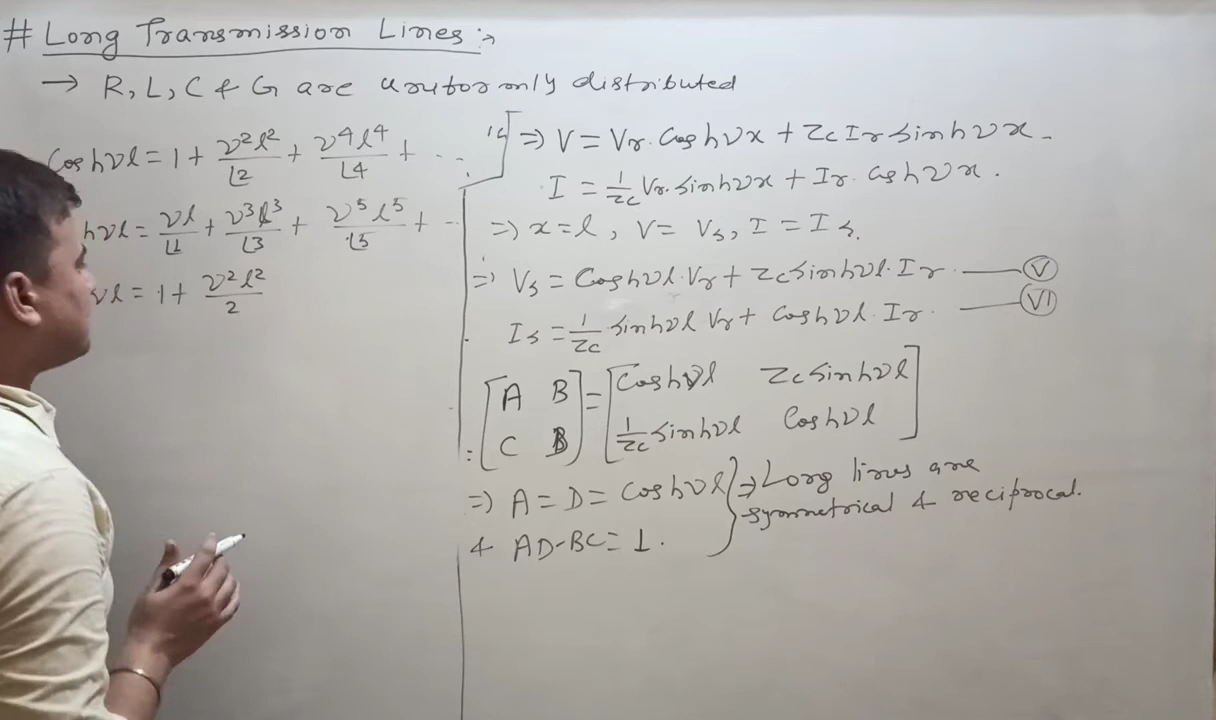 # Long Transmission Lines :→
→ R, L, C & G are uniformly distributed
Coshνl = 1 + ν²l²/⌊2 + ν⁴l⁴/⌊4 + ...
hνl = νl/⌊1 + ν³l³/⌊3 + ν⁵l⁵/⌊5 + ...
νl = 1 + ν²l²/2
⇒ V = Vr. Coshνx + Zc Ir Sinhνx -
I = 1/Zc Vr. Sinhνx + Ir. Coshνx.
⇒ x = l, V = Vs, I = Is.
⇒ Vs = Coshνl.Vr + Zc Sinhνl. Ir — (V)
Is = 1/Zc Sinhνl Vr + Coshνl. Ir. — (VI)
[A B] = [Coshνl Zc Sinhνl]
[C D] [1/Zc Sinhνl Coshνl]
⇒ A = D = Coshνl } ⇒ Long lines are
& AD-BC = 1. symmetrical & reciprocal.